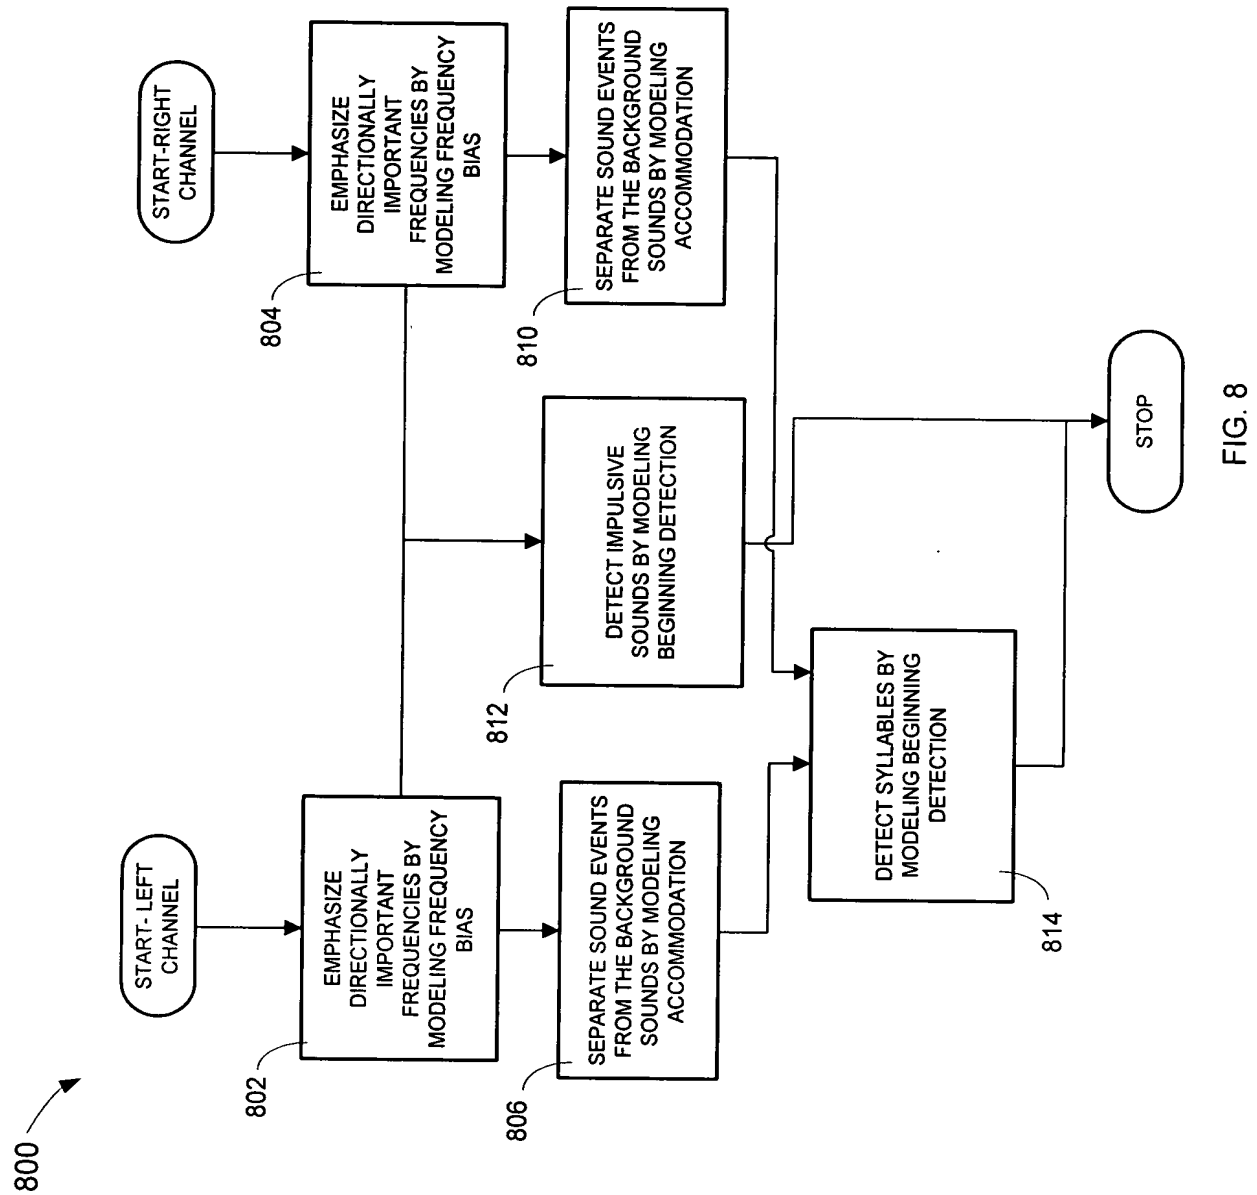 800
START- LEFT
CHANNEL
START-RIGHT
CHANNEL
802
EMPHASIZE
DIRECTIONALLY
IMPORTANT
FREQUENCIES BY
MODELING FREQUENCY
BIAS
804
EMPHASIZE
DIRECTIONALLY
IMPORTANT
FREQUENCIES BY
MODELING FREQUENCY
BIAS
806
SEPARATE SOUND EVENTS
FROM THE BACKGROUND
SOUNDS BY MODELING
ACCOMMODATION
812
DETECT IMPULSIVE
SOUNDS BY MODELING
BEGINNING DETECTION
810
SEPARATE SOUND EVENTS
FROM THE BACKGROUND
SOUNDS BY MODELING
ACCOMMODATION
814
DETECT SYLLABLES BY
MODELING BEGINNING
DETECTION
STOP
FIG. 8